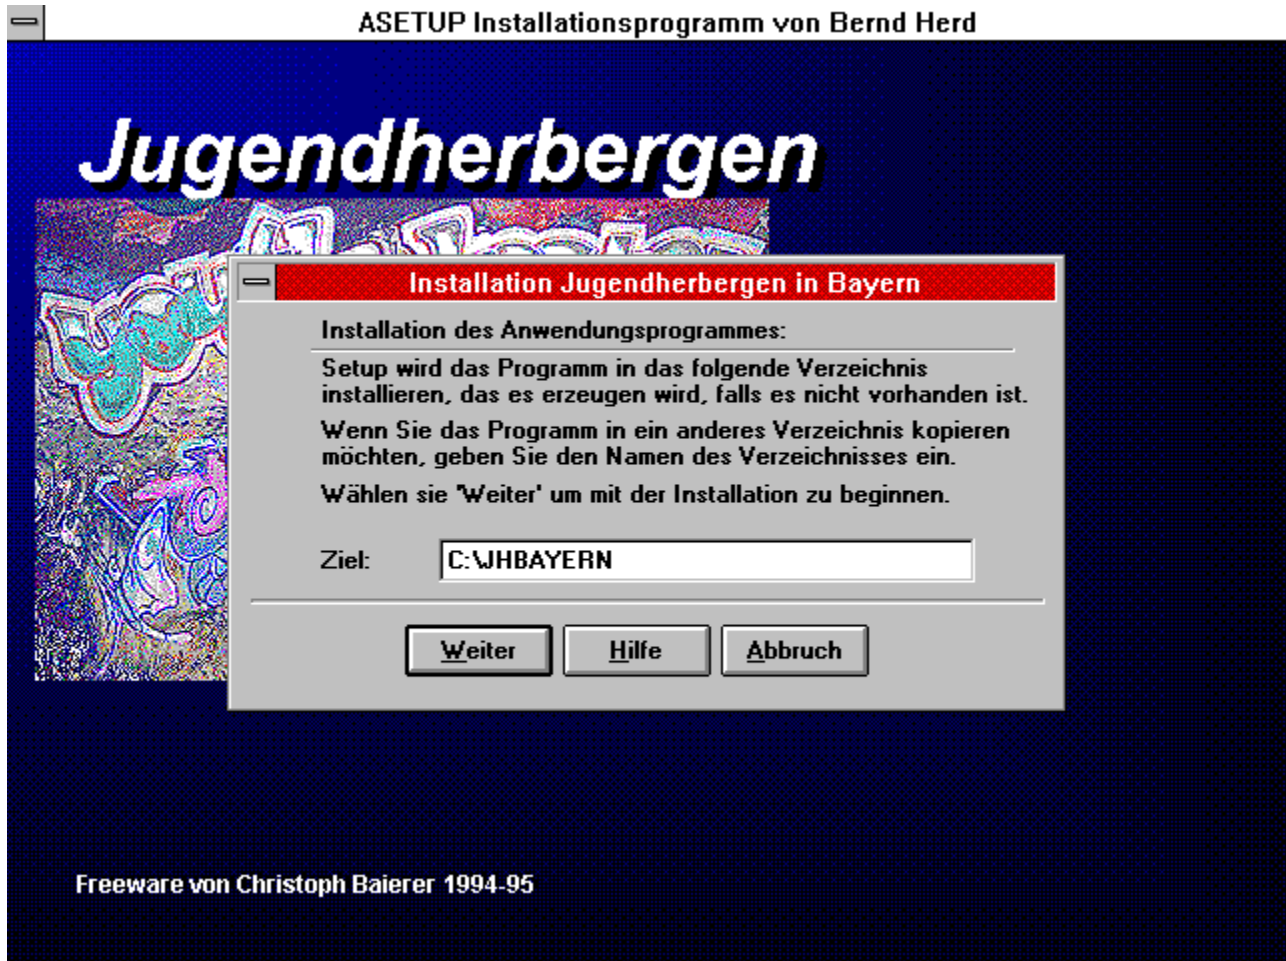 ASETUP Installationsprogramm von Bernd Herd
Jugendherbergen
Installation Jugendherbergen in Bayern
Installation des Anwendungsprogrammes:
Setup wird das Programm in das folgende Verzeichnis
installieren, das es erzeugen wird, falls es nicht vorhanden ist.
Wenn Sie das Programm in ein anderes Verzeichnis kopieren
möchten, geben Sie den Namen des Verzeichnisses ein.
Wählen sie 'Weiter' um mit der Installation zu beginnen.
Ziel: C:\JHBAYERN
Weiter Hilfe Abbruch
Freeware von Christoph Baierer 1994-95